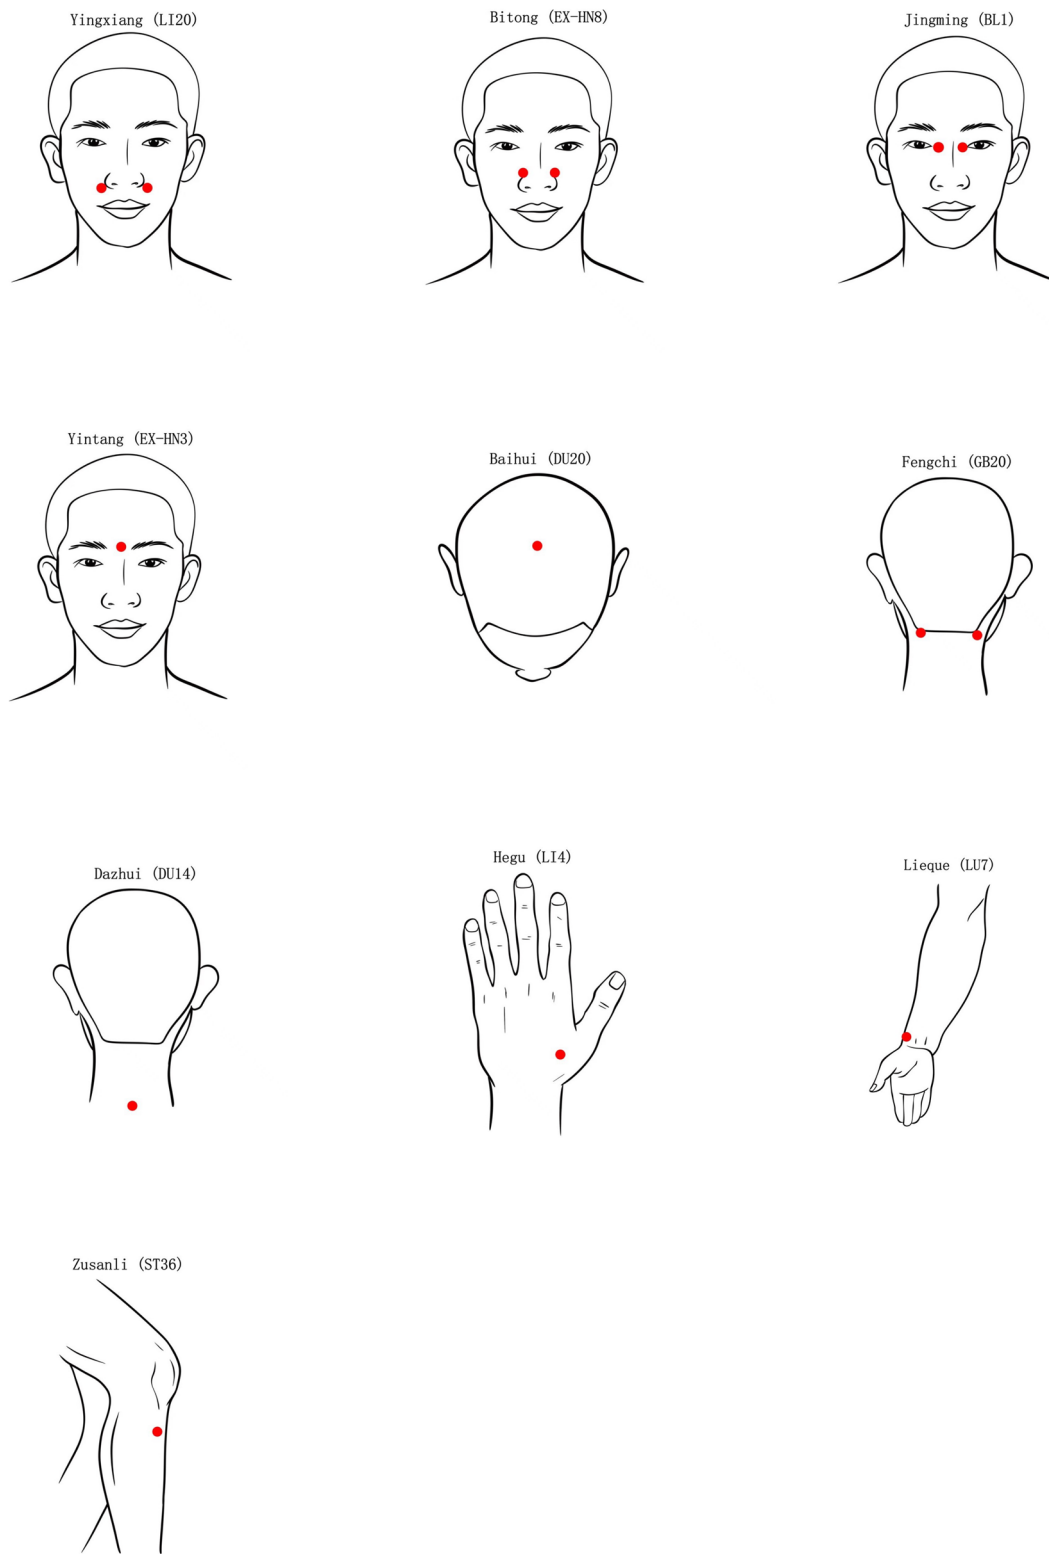 Yingxiang (LI20)
Bitong (EX-HN8)
Jingming (BL1)
Yintang (EX-HN3)
Baihui (DU20)
Fengchi (GB20)
Dazhui (DU14)
Hegu (LI4)
Lieque (LU7)
Zusanli (ST36)